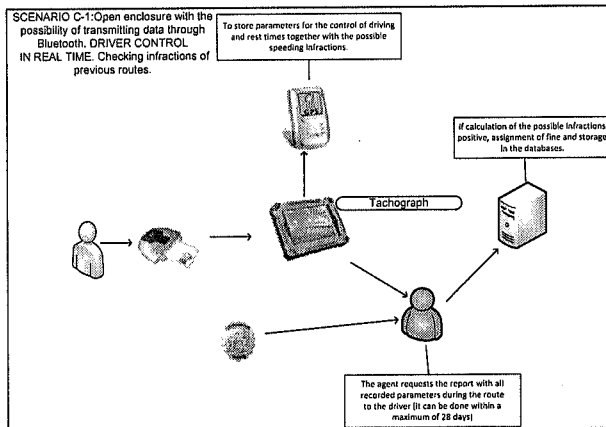 SCENARIO C-1:Open enclosure with the
possibility of transmitting data through
Bluetooth. DRIVER CONTROL
IN REAL TIME. Checking infractions of
previous routes.
To store parameters for the control of driving
and rest times together with the possible
speeding infractions.
if calculation of the possible infractions
positive, assignment of fine and storage
in the databases.
Tachograph
The agent requests the report with all
recorded parameters during the route
to the driver (it can be done within a
maximum of 28 days)